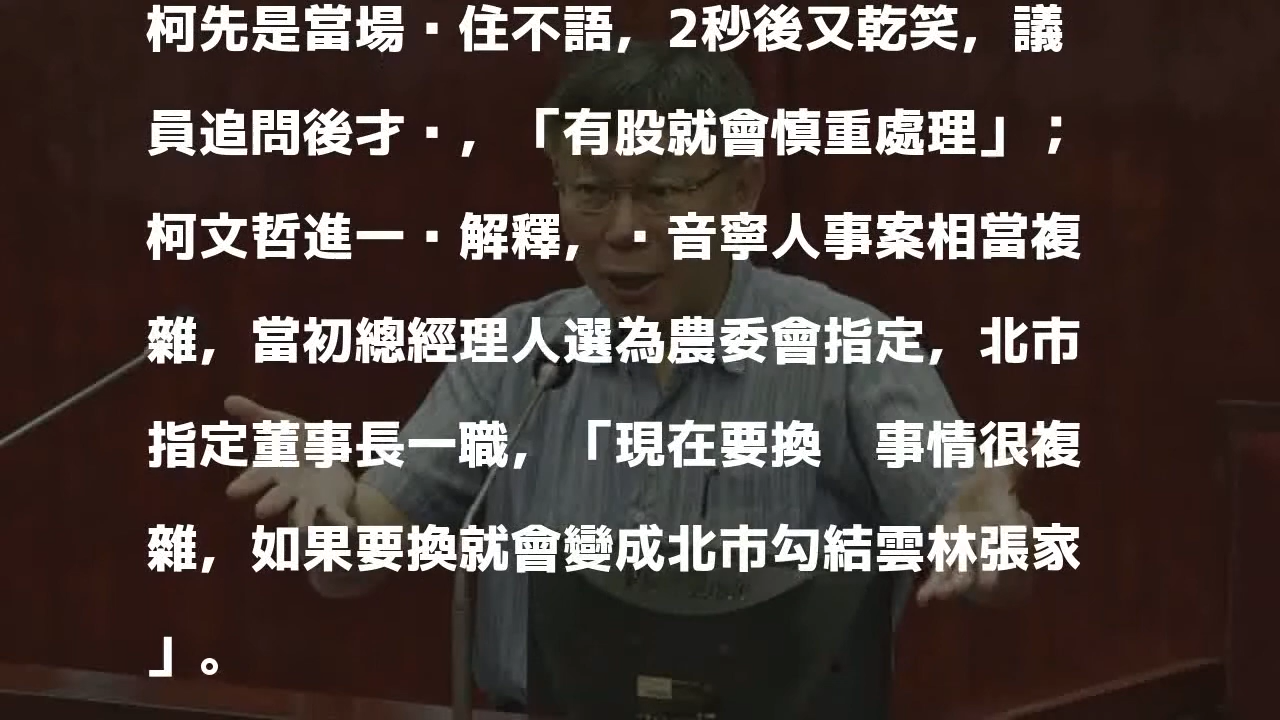 柯先是當場▪住不語，2秒後又乾笑，議
員追問後才▪，「有股就會慎重處理」；
柯文哲進一▪解釋，▪音寧人事案相當複
雜，當初總經理人選為農委會指定，北市
指定董事長一職，「現在要換　事情很複
雜，如果要換就會變成北市勾結雲林張家
」。